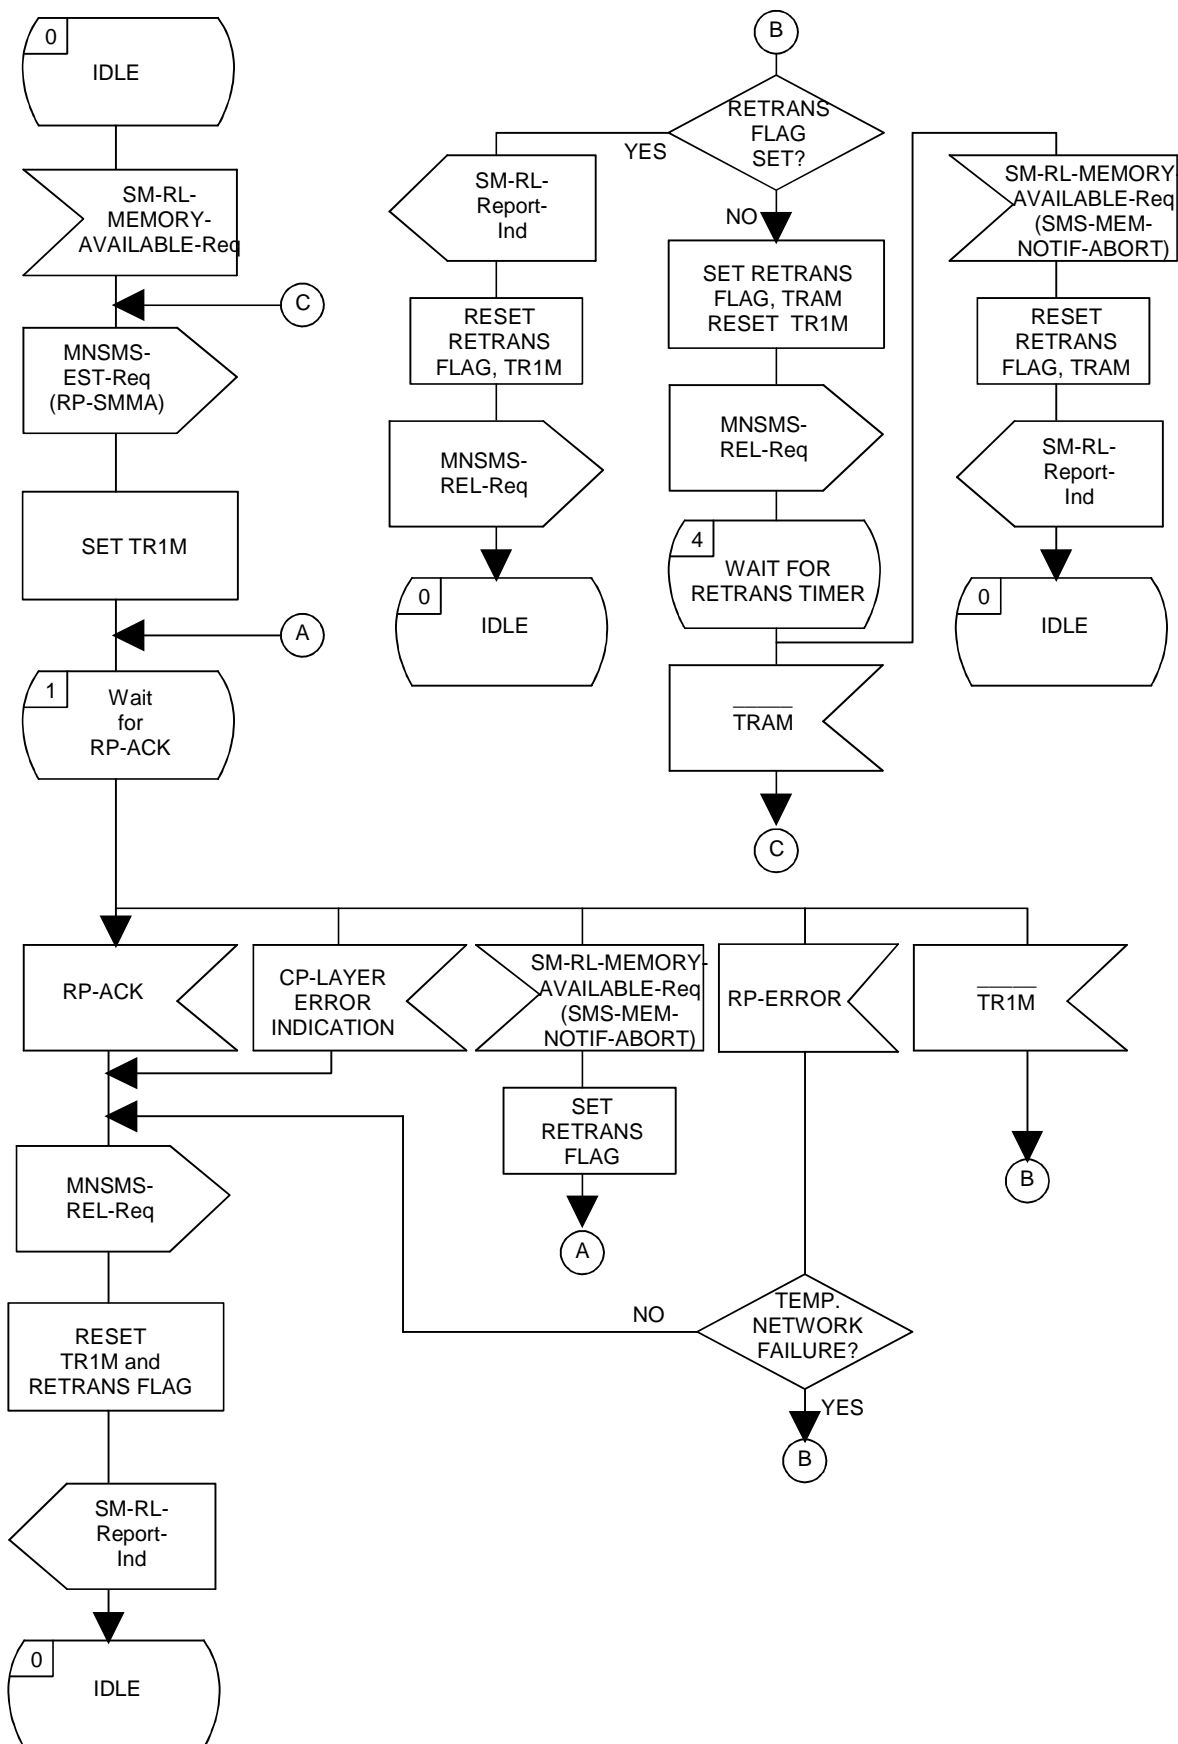 0
IDLE
SM-RL-
MEMORY-
AVAILABLE-Req
C
MNSMS-
EST-Req
(RP-SMMA)
SET TR1M
A
1
Wait
for
RP-ACK
B
RETRANS
FLAG
SET?
YES
NO
SM-RL-
Report-
Ind
RESET
RETRANS
FLAG, TR1M
MNSMS-
REL-Req
0
IDLE
SET RETRANS
FLAG, TRAM
RESET TR1M
MNSMS-
REL-Req
4
WAIT FOR
RETRANS TIMER
TRAM
C
SM-RL-MEMORY-
AVAILABLE-Req
(SMS-MEM-
NOTIF-ABORT)
RESET
RETRANS
FLAG, TRAM
SM-RL-
Report-
Ind
0
IDLE
RP-ACK
CP-LAYER
ERROR
INDICATION
SM-RL-MEMORY-
AVAILABLE-Req
(SMS-MEM-
NOTIF-ABORT)
RP-ERROR
TR1M
SET
RETRANS
FLAG
A
B
MNSMS-
REL-Req
NO
TEMP.
NETWORK
FAILURE?
YES
B
RESET
TR1M and
RETRANS FLAG
SM-RL-
Report-
Ind
0
IDLE